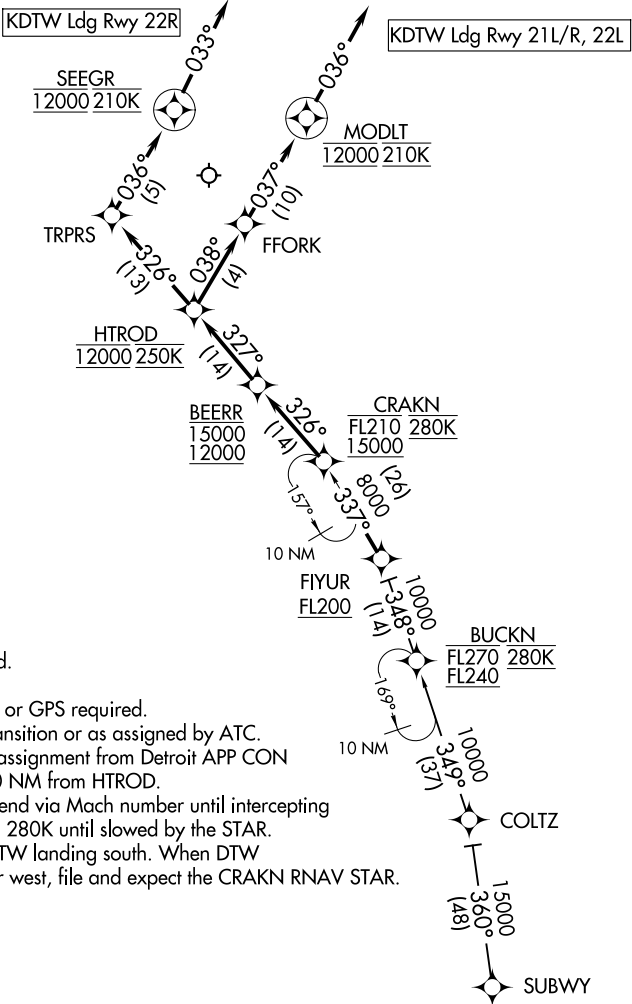 KDTW Ldg Rwy 22R
033°
036°
KDTW Ldg Rwy 21L/R, 22L
SEEGR
12000 210K
MODLT
12000 210K
036°
(5)
037°
(10)
TRPRS
FFORK
326°
(13)
038°
(4)
HTROD
12000 250K
327°
(14)
BEERR
15000
12000
326°
(14)
CRAKN
FL210 280K
15000
157°
10 NM
(26)
8000
337°
FIYUR
FL200
10000
348°
(14)
BUCKN
FL270 280K
FL240
169°
10 NM
10000
349°
(37)
COLTZ
15000
360°
(48)
SUBWY
d.
or GPS required.
ansition or as assigned by ATC.
assignment from Detroit APP CON
0 NM from HTROD.
end via Mach number until intercepting
280K until slowed by the STAR.
TW landing south. When DTW
r west, file and expect the CRAKN RNAV STAR.